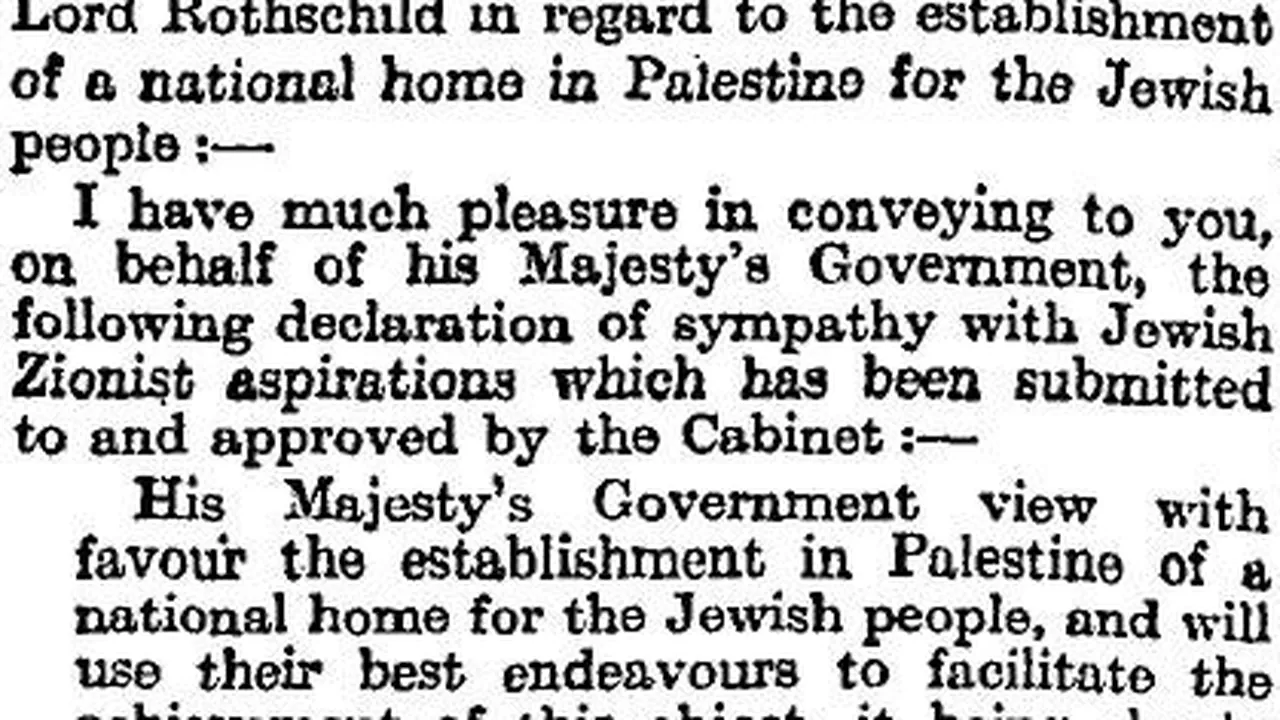 Lord Rothschild in regard to the establishment
of a national home in Palestine for the Jewish
people :—
I have much pleasure in conveying to you,
on behalf of his Majesty's Government, the
following declaration of sympathy with Jewish
Zionist aspirations which has been submitted
to and approved by the Cabinet :—
His Majesty's Government view with
favour the establishment in Palestine of a
national home for the Jewish people, and will
use their best endeavours to facilitate the